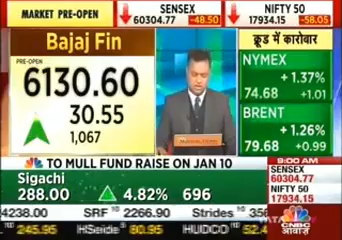 MARKET PRE-OPEN
SENSEX
60304.77 -48.50
NIFTY 50
17934.15 -58.05
Bajaj Fin
PRE-OPEN
6130.60
30.55
1,067
क्रूड में कारोबार
NYMEX
+ 1.37%
74.68 +1.01
BRENT
+ 1.26%
79.68 +0.99
CNBC TO MULL FUND RAISE ON JAN 10
Sigachi
288.00 4.82% 696
9:00 AM
SENSEX
60304.77
NIFTY 50
17934.15
4238.00 SRF 2266.90 Strides
245.95 HSeide 80.95 HUDCO 52.4
CNBC
आवाज़